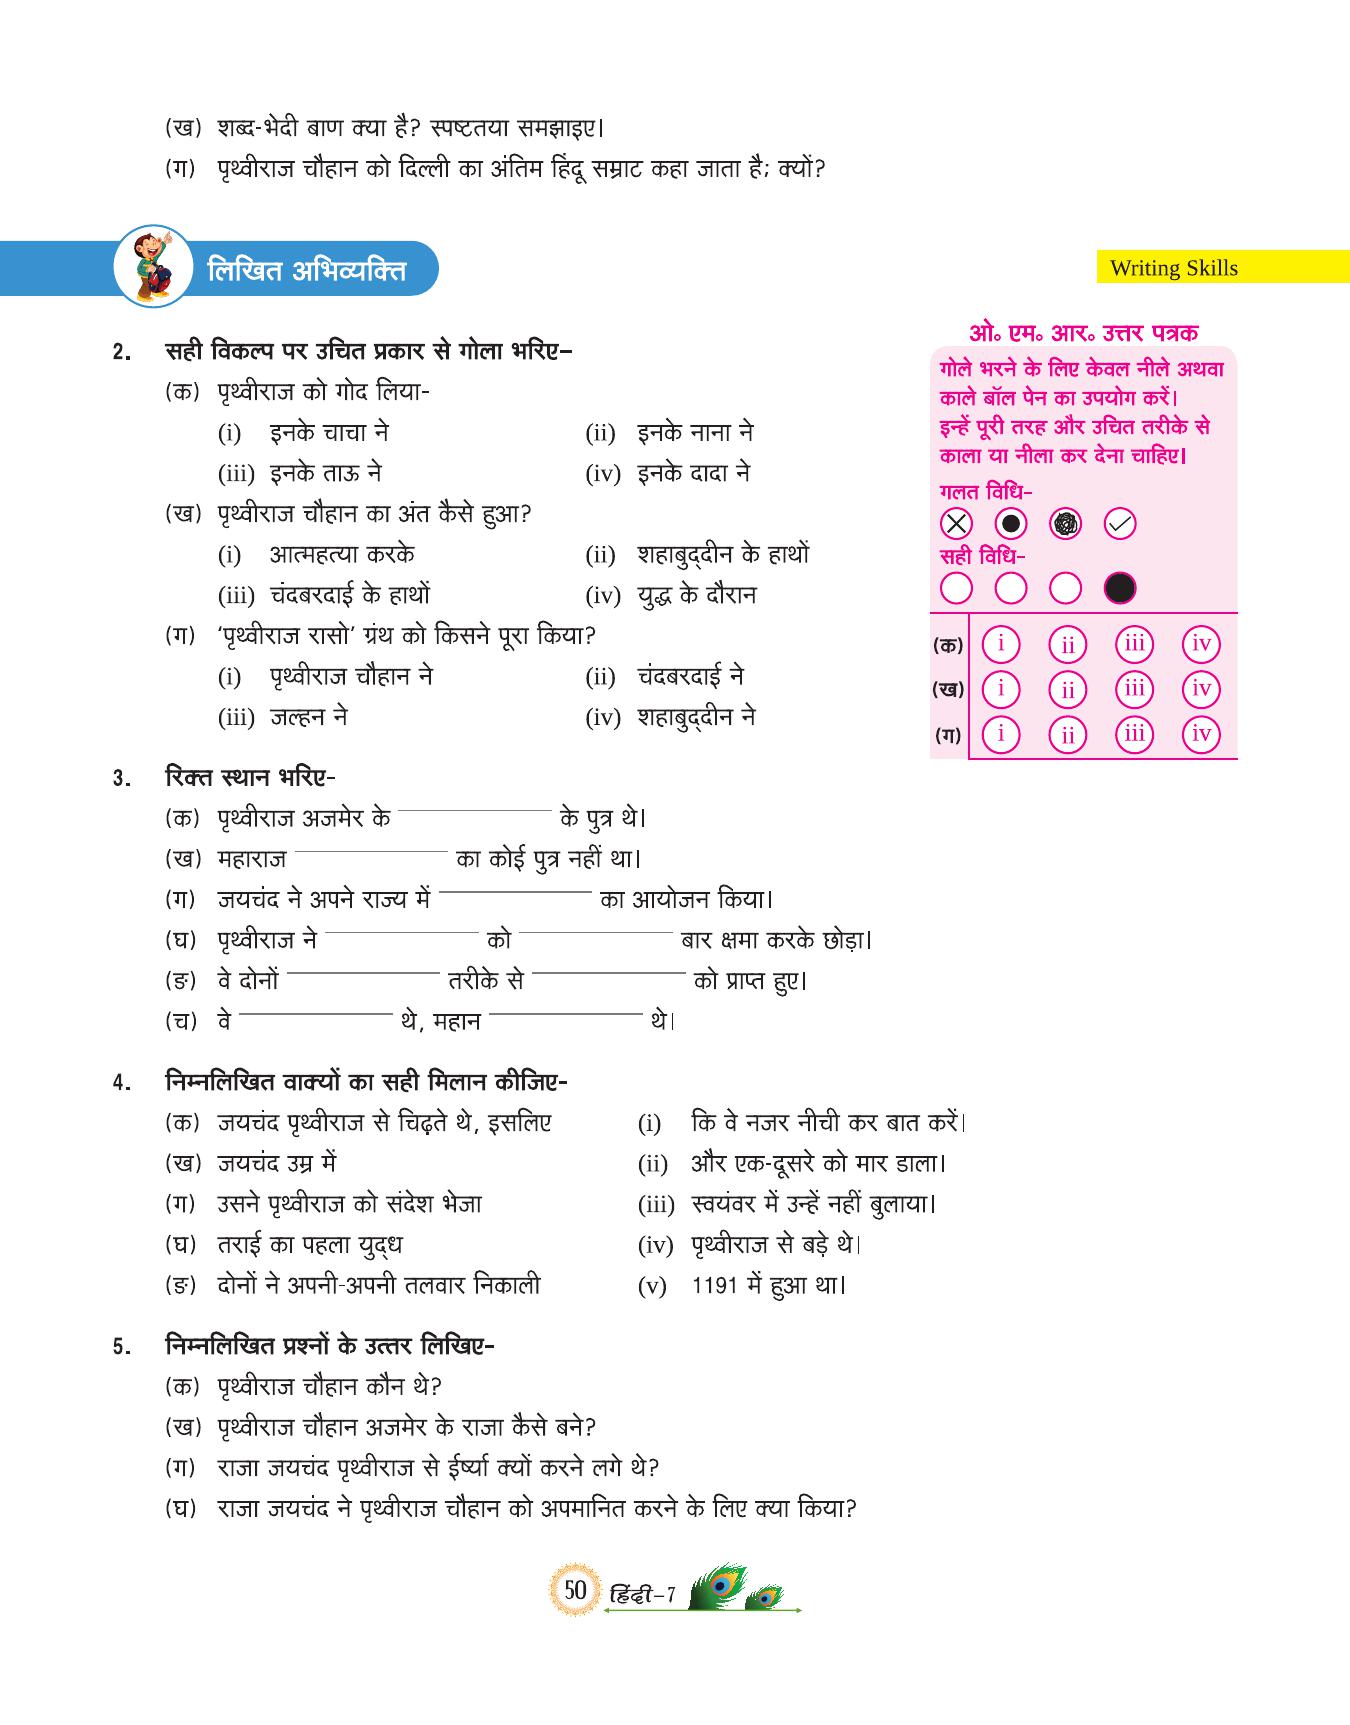 (ख) शब्द-भेदी बाण क्या है? स्पष्टतया समझाइए।
(ग) पृथ्वीराज चौहान को दिल्ली का अंतिम हिंदू सम्राट कहा जाता है; क्यों?
लिखित अभिव्यक्ति
Writing Skills
2. सही विकल्प पर उचित प्रकार से गोला भरिए–
(क) पृथ्वीराज को गोद लिया-
(i) इनके चाचा ने (ii) इनके नाना ने
(iii) इनके ताऊ ने (iv) इनके दादा ने
(ख) पृथ्वीराज चौहान का अंत कैसे हुआ?
(i) आत्महत्या करके (ii) शहाबुद्दीन के हाथों
(iii) चंदबरदाई के हाथों (iv) युद्ध के दौरान
(ग) ‘पृथ्वीराज रासो’ ग्रंथ को किसने पूरा किया?
(i) पृथ्वीराज चौहान ने (ii) चंदबरदाई ने
(iii) जल्हन ने (iv) शहाबुद्दीन ने
ओ॰ एम॰ आर॰ उत्तर पत्रक
गोले भरने के लिए केवल नीले अथवा
काले बॉल पेन का उपयोग करें।
इन्हें पूरी तरह और उचित तरीके से
काला या नीला कर देना चाहिए।
गलत विधि–
सही विधि–
(क) i ii iii iv
(ख) i ii iii iv
(ग) i ii iii iv
3. रिक्त स्थान भरिए-
(क) पृथ्वीराज अजमेर के ____________ के पुत्र थे।
(ख) महाराज ____________ का कोई पुत्र नहीं था।
(ग) जयचंद ने अपने राज्य में ____________ का आयोजन किया।
(घ) पृथ्वीराज ने ____________ को ____________ बार क्षमा करके छोड़ा।
(ङ) वे दोनों ____________ तरीके से ____________ को प्राप्त हुए।
(च) वे ____________ थे, महान ____________ थे।
4. निम्नलिखित वाक्यों का सही मिलान कीजिए-
(क) जयचंद पृथ्वीराज से चिढ़ते थे, इसलिए (i) कि वे नजर नीची कर बात करें।
(ख) जयचंद उम्र में (ii) और एक-दूसरे को मार डाला।
(ग) उसने पृथ्वीराज को संदेश भेजा (iii) स्वयंवर में उन्हें नहीं बुलाया।
(घ) तराई का पहला युद्ध (iv) पृथ्वीराज से बड़े थे।
(ङ) दोनों ने अपनी-अपनी तलवार निकाली (v) 1191 में हुआ था।
5. निम्नलिखित प्रश्नों के उत्तर लिखिए-
(क) पृथ्वीराज चौहान कौन थे?
(ख) पृथ्वीराज चौहान अजमेर के राजा कैसे बने?
(ग) राजा जयचंद पृथ्वीराज से ईर्ष्या क्यों करने लगे थे?
(घ) राजा जयचंद ने पृथ्वीराज चौहान को अपमानित करने के लिए क्या किया?
50 हिंदी–7